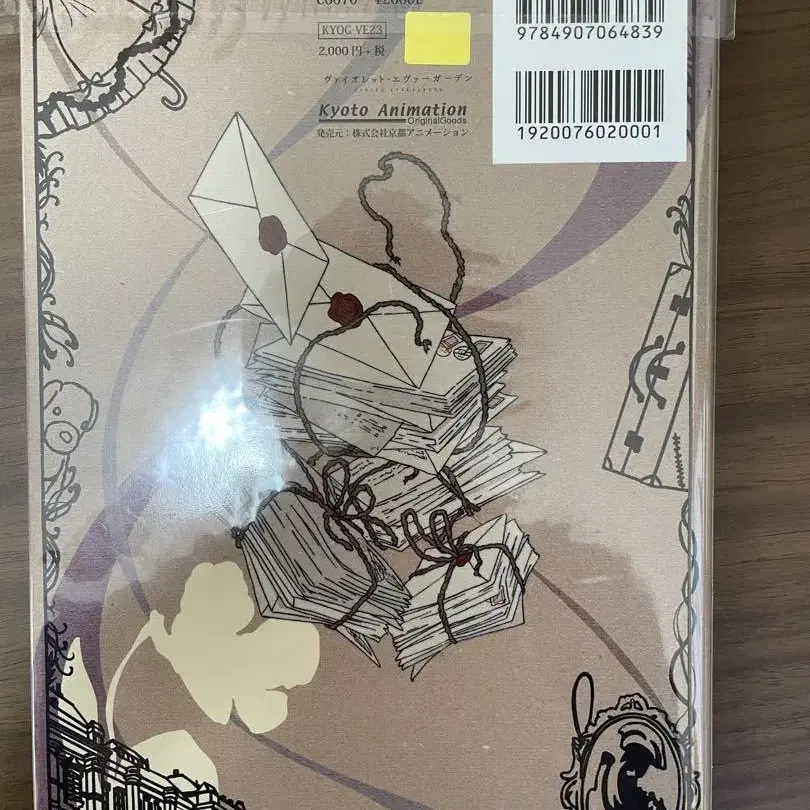 9784907064839
KYOG-VE23
2,000円+税
1920076020001
ヴァイオレット・エヴァーガーデン
Kyoto Animation
OriginalGoods
発売元:株式会社京都アニメーション